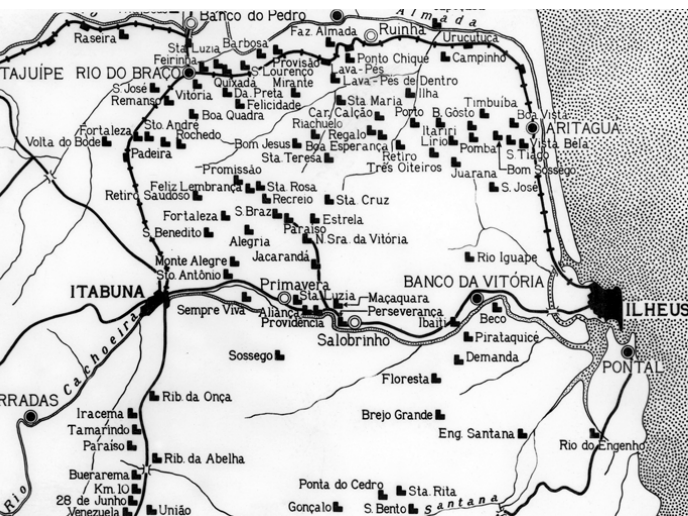 Banco do Pedro
Almada
Raseira
Faz. Almada
Ruinha
Urucutuca
Sta. Luzia
Barbosa
Feirinha
Provisão
Ponto Chique
Campinho
TAJUÍPE
RIO DO BRAÇO
S. Lourenço
Lava-Pés
Quixadá
Mirante
Lava-Pés de Dentro
S. José
Vitória
Da. Preta
Ilha
Remanso
Felicidade
Sta Maria
Timbuíba
Boa Quadra
Car. Calção
Porto
B. Gôsto
Boa Vista
Fortaleza
Sto. André
Riachuelo
Itariri
ARITAGUÁ
Volta do Bode
Rochedo
Regalo
Lírio
Vista Bela
Padeira
Bom Jesus
Boa Esperança
Retiro
Pomba
S. Tiago
Sta. Teresa
Três Oiteiros
Bom Sossego
Promissão
Juarana
Feliz Lembrança
Sta. Rosa
S. José
Retiro Saudoso
Recreio
Sta. Cruz
Fortaleza
S. Braz
Estrela
S. Benedito
Paraíso
Alegria
N. Sra. da Vitória
Monte Alegre
Jacarandá
Rio Iguape
Sto. Antônio
ITABUNA
Primavera
BANCO DA VITÓRIA
Sta. Luzia
Maçaquara
Sempre Viva
Aliança
Perseverança
Beco
ILHEUS
Providência
Ibaiti
Salobrinho
Pirataquicê
Cachoeira
Sossego
Demanda
PONTAL
Floresta
RRADAS
Rib. da Onça
Iracema
Brejo Grande
Tamarindo
Eng. Santana
Paraíso
Rio do Engenho
Rib. da Abelha
Buerarema
Km. 10
Ponta do Cedro
Sta. Rita
28 de Junho
Rio
Gonçalo
S. Bento
Santana
Venezuela
União